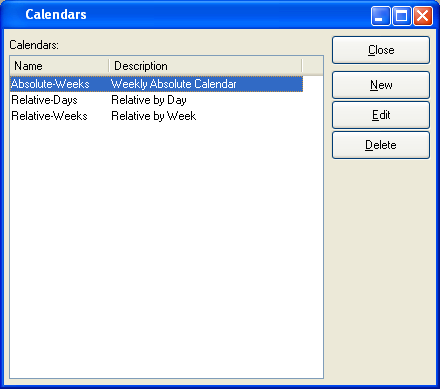 Calendars
Calendars:
Close
Name Description
Absolute-Weeks Weekly Absolute Calendar
New
Relative-Days Relative by Day
Relative-Weeks Relative by Week
Edit
Delete